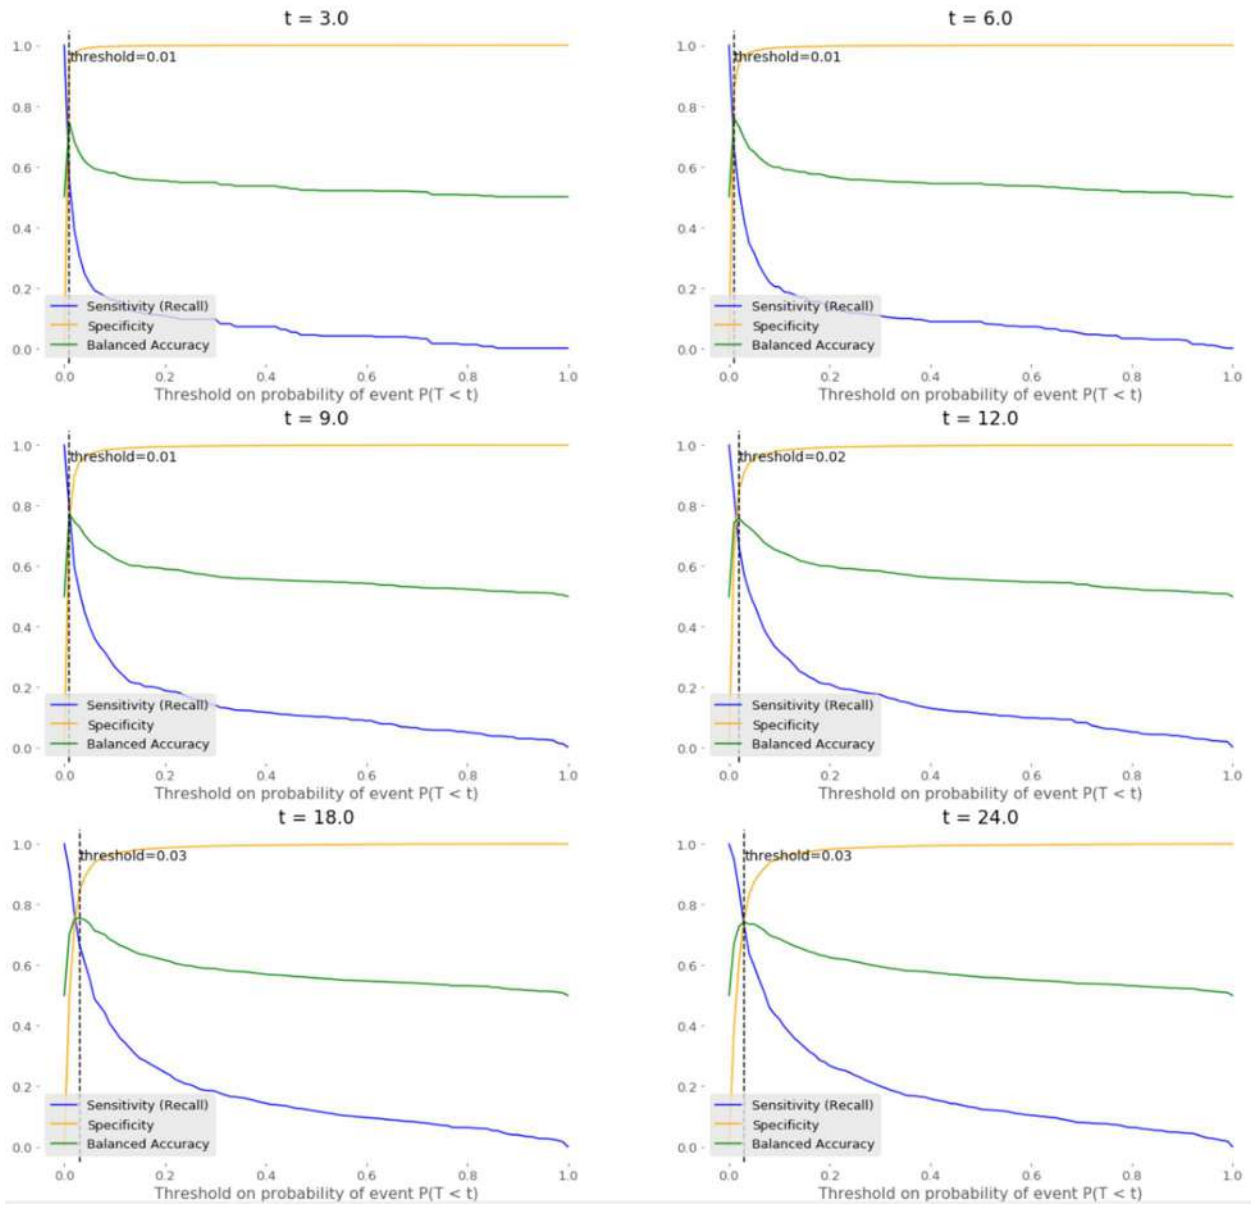 t = 3.0
1.0
0.8
0.6
0.4
0.2
0.0
threshold=0.01
Sensitivity (Recall)
Specificity
Balanced Accuracy
0.0 0.2 0.4 0.6 0.8 1.0
Threshold on probability of event P(T < t)
t = 6.0
1.0
0.8
0.6
0.4
0.2
0.0
threshold=0.01
Sensitivity (Recall)
Specificity
Balanced Accuracy
0.0 0.2 0.4 0.6 0.8 1.0
Threshold on probability of event P(T < t)
t = 9.0
1.0
0.8
0.6
0.4
0.2
0.0
threshold=0.01
Sensitivity (Recall)
Specificity
Balanced Accuracy
0.0 0.2 0.4 0.6 0.8 1.0
Threshold on probability of event P(T < t)
t = 12.0
1.0
0.8
0.6
0.4
0.2
0.0
threshold=0.02
Sensitivity (Recall)
Specificity
Balanced Accuracy
0.0 0.2 0.4 0.6 0.8 1.0
Threshold on probability of event P(T < t)
t = 18.0
1.0
0.8
0.6
0.4
0.2
0.0
threshold=0.03
Sensitivity (Recall)
Specificity
Balanced Accuracy
0.0 0.2 0.4 0.6 0.8 1.0
Threshold on probability of event P(T < t)
t = 24.0
1.0
0.8
0.6
0.4
0.2
0.0
threshold=0.03
Sensitivity (Recall)
Specificity
Balanced Accuracy
0.0 0.2 0.4 0.6 0.8 1.0
Threshold on probability of event P(T < t)